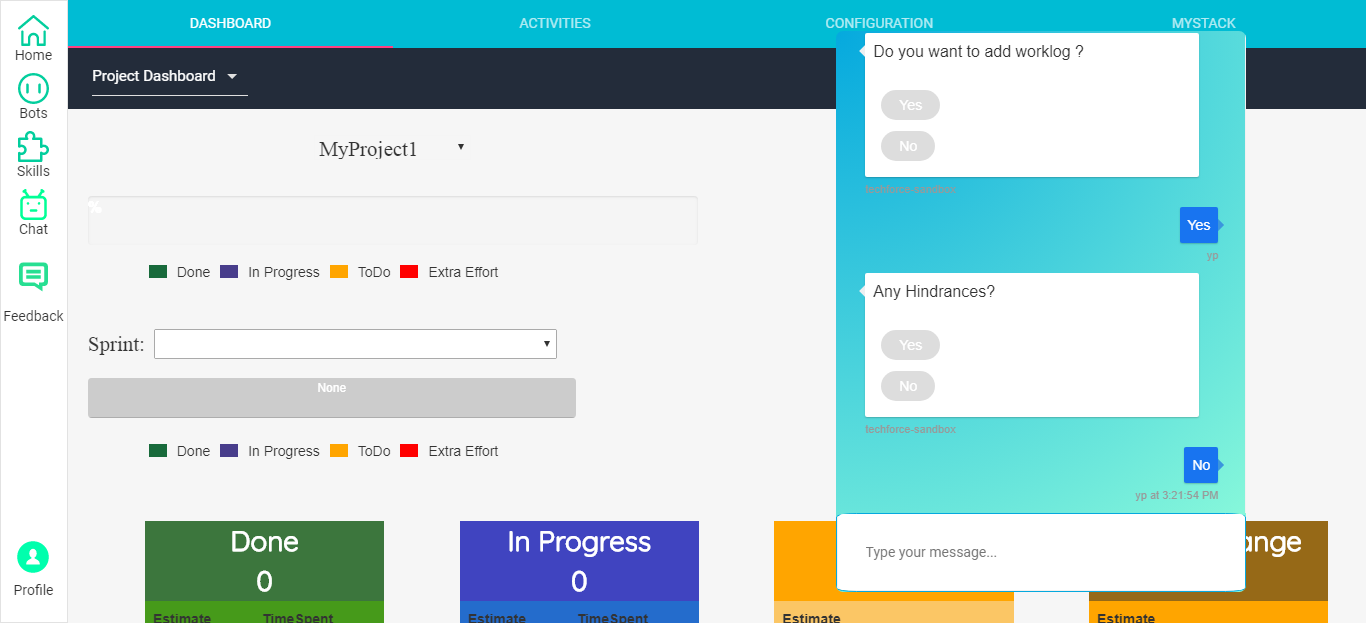 DASHBOARD ACTIVITIES CONFIGURATION MYSTACK
Home
Bots
Skills
Chat
Feedback
Profile
Project Dashboard
MyProject1
%
Done In Progress ToDo Extra Effort
Sprint:
None
Done In Progress ToDo Extra Effort
Done
0
Estimate TimeSpent
In Progress
0
Estimate TimeSpent
Estimate
ange
Estimate
Do you want to add worklog ?
Yes
No
techforce-sandbox
Yes
yp
Any Hindrances?
Yes
No
techforce-sandbox
No
yp at 3:21:54 PM
Type your message...